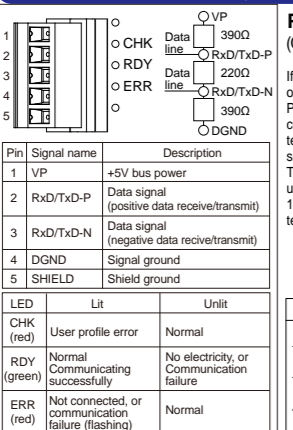 1
2
3
4
5
CHK
RDY
ERR
VP
Data line
390Ω
RxD/TxD-P
220Ω
Data line
RxD/TxD-N
390Ω
DGND
Pin Signal name Description
1 VP +5V bus power
2 RxD/TxD-P Data signal
(positive data receive/transmit)
3 RxD/TxD-N Data signal
(negative data recive/transmit)
4 DGND Signal ground
5 SHIELD Shield ground
LED Lit Unlit
CHK (red) User profile error Normal
RDY (green) Normal Communicating successfully No electricity, or Communication failure
ERR (red) Not connected, or communication failure (flashing) Normal